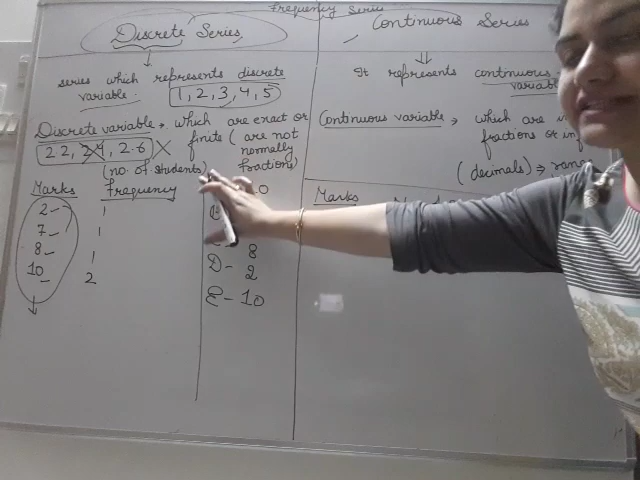 Frequency Series
Discrete Series
series which represents discrete
variable.
1, 2, 3, 4, 5
Discrete variable → which are exact or
finite (are not
normally
fractions)
2.2, 2.4, 2.6 X
(no. of students)
Marks Frequency
2 - 1
7 - 1
8 - 1
10 - 2
D - 8
2
E - 10
Continuous Series
It represents continuous
variable
Continuous variable → which are in
fractions or in
(decimals) → range
Marks